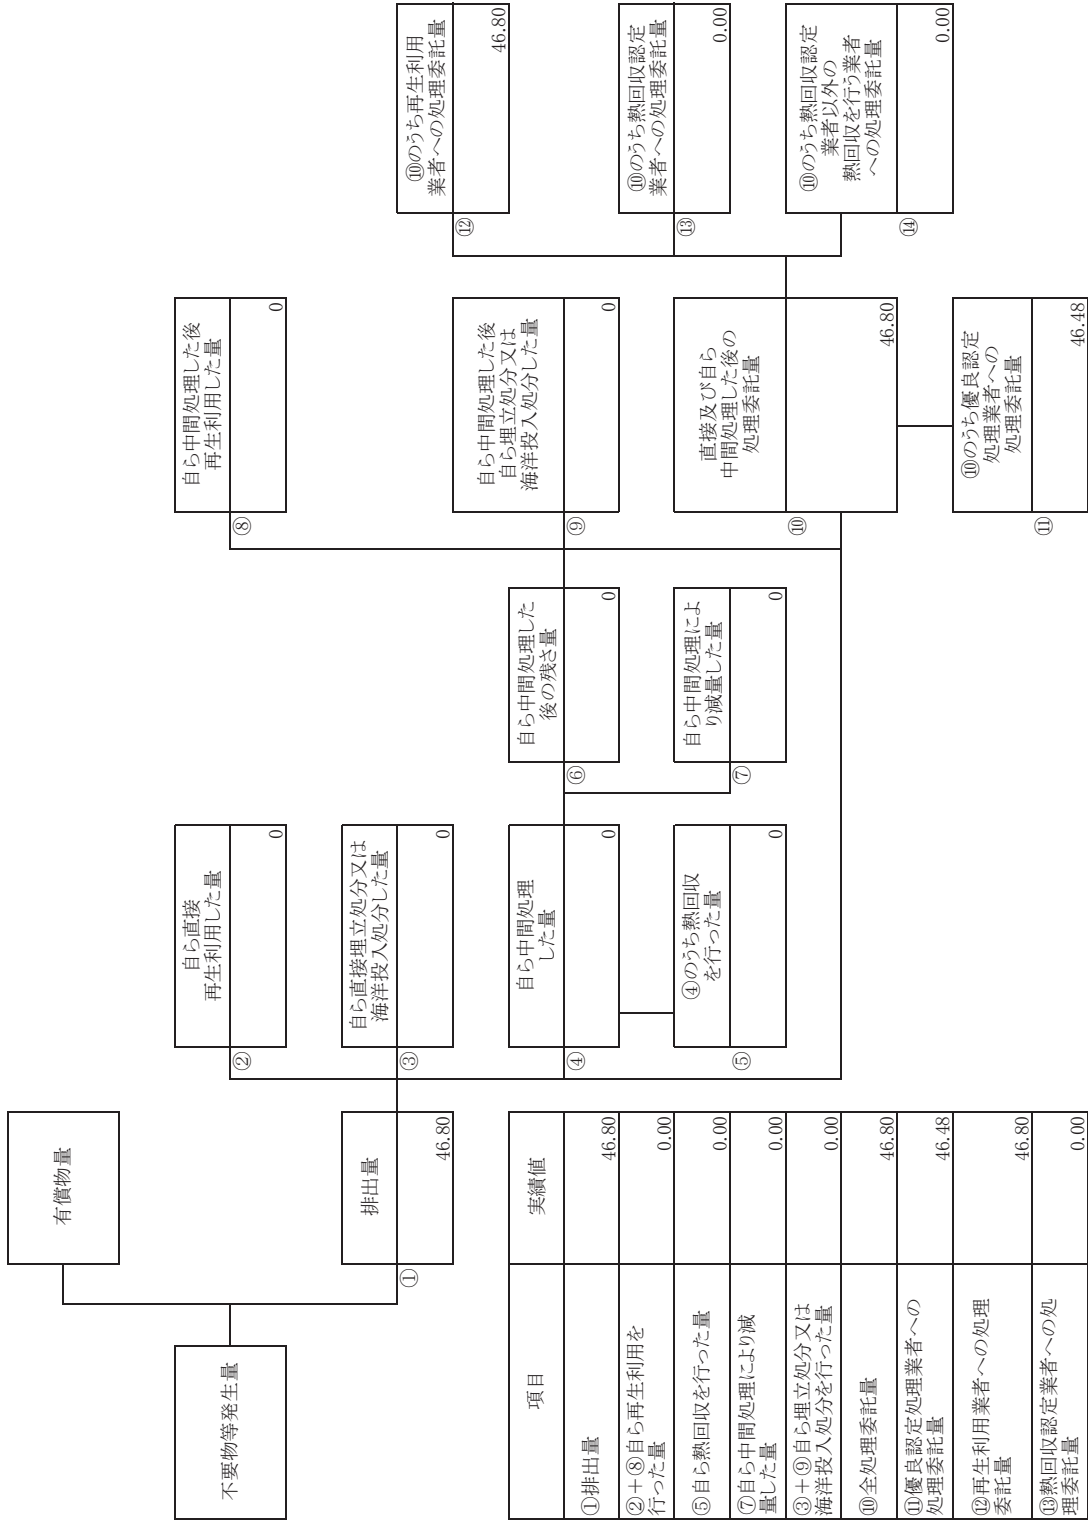 不要物等発生量
有償物量
排出量
①
46.80
自ら直接
再生利用した量
②
0
自ら直接埋立処分又は
海洋投入処分した量
③
0
自ら中間処理
した量
④
0
④のうち熱回収
を行った量
⑤
0
自ら中間処理した
後の残さ量
⑥
0
自ら中間処理によ
り減量した量
⑦
0
自ら中間処理した後
再生利用した量
⑧
0
自ら中間処理した後
自ら埋立処分又は
海洋投入処分した量
⑨
0
直接及び自ら
中間処理した後の
処理委託量
⑩
46.80
⑩のうち優良認定
処理業者への
処理委託量
⑪
46.48
⑩のうち再生利用
業者への処理委託量
⑫
46.80
⑩のうち熱回収認定
業者への処理委託量
⑬
0.00
⑩のうち熱回収認定
業者以外の
熱回収を行う業者
への処理委託量
⑭
0.00
項目 実績値
①排出量 46.80
②+⑧自ら再生利用を
行った量 0.00
⑤自ら熱回収を行った量 0.00
⑦自ら中間処理により減
量した量 0.00
③+⑨自ら埋立処分又は
海洋投入処分を行った量 0.00
⑩全処理委託量 46.80
⑪優良認定処理業者への
処理委託量 46.48
⑫再生利用業者への処理
委託量 46.80
⑬熱回収認定業者への処
理委託量 0.00